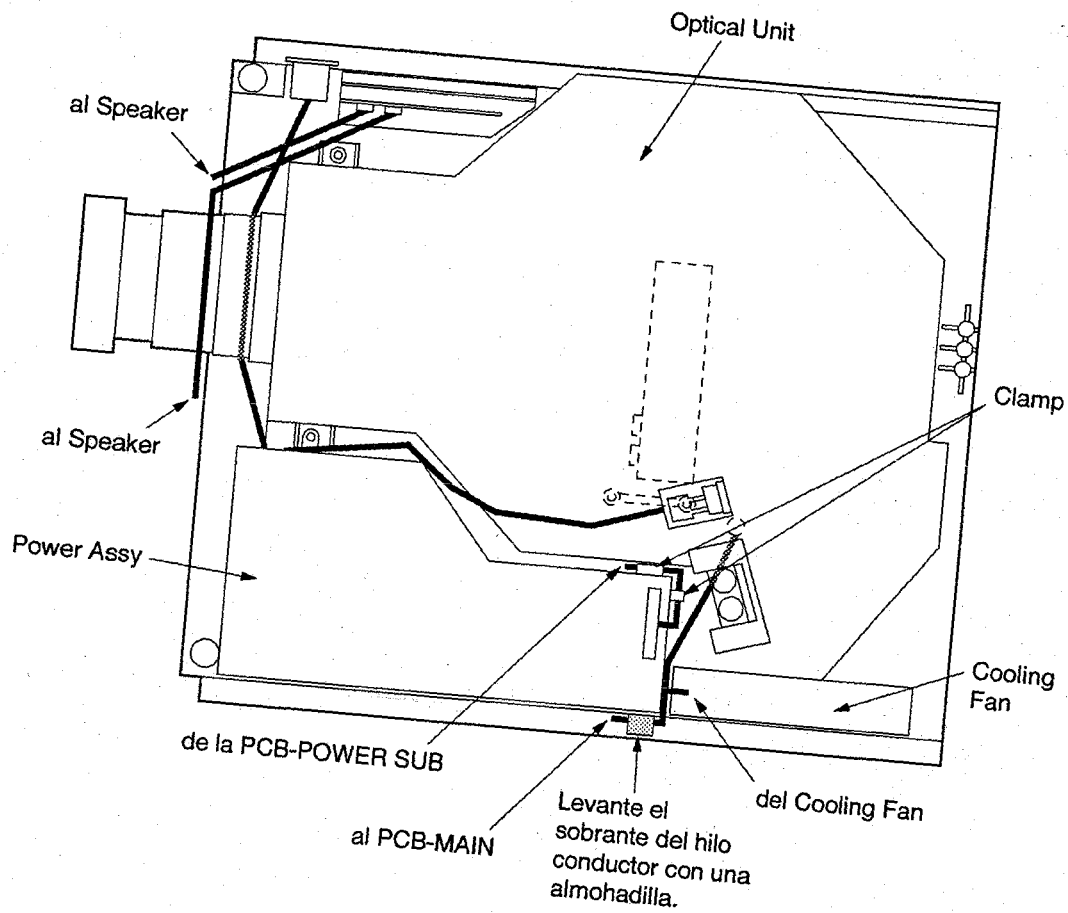 Optical Unit
al Speaker
Clamp
al Speaker
Power Assy
Cooling
Fan
de la PCB-POWER SUB
del Cooling Fan
al PCB-MAIN
Levante el
sobrante del hilo
conductor con una
almohadilla.